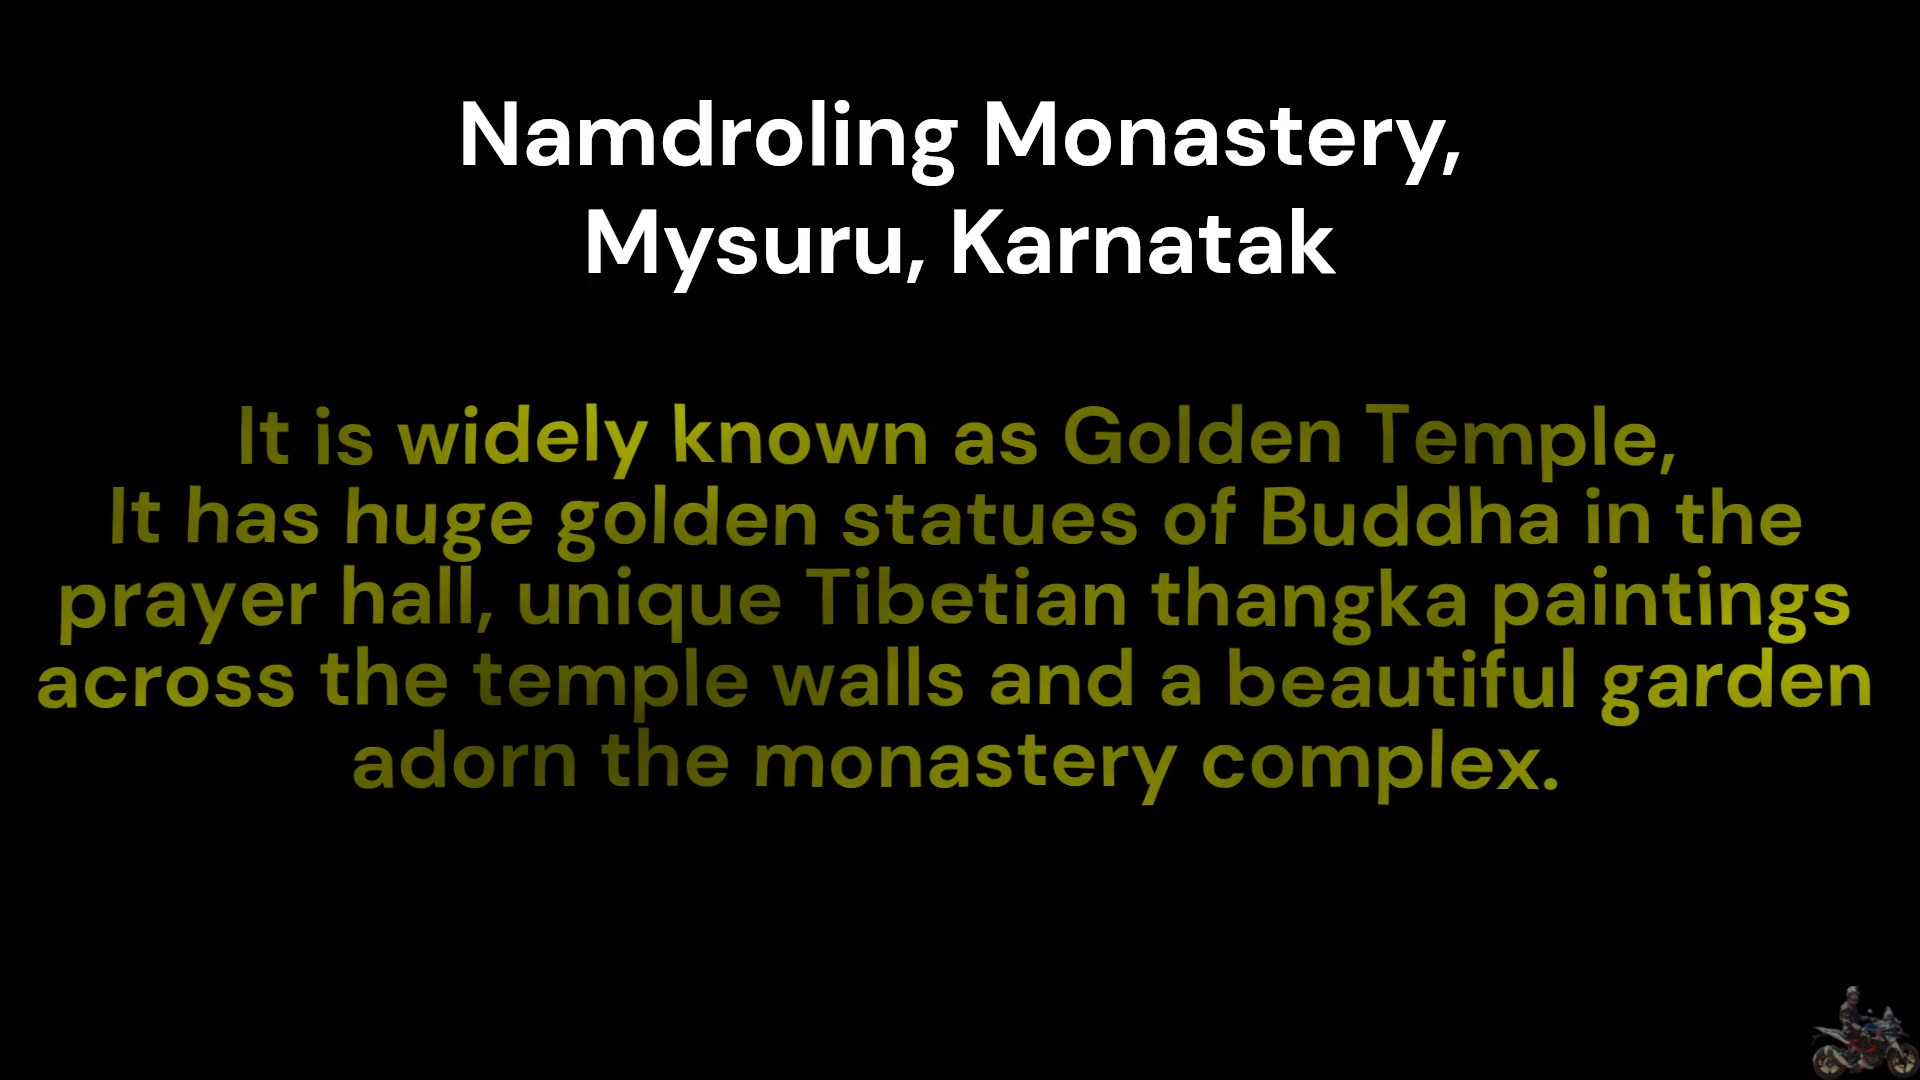 Namdroling Monastery,
Mysuru, Karnatak
It is widely known as Golden Temple,
It has huge golden statues of Buddha in the
prayer hall, unique Tibetian thangka paintings
across the temple walls and a beautiful garden
adorn the monastery complex.